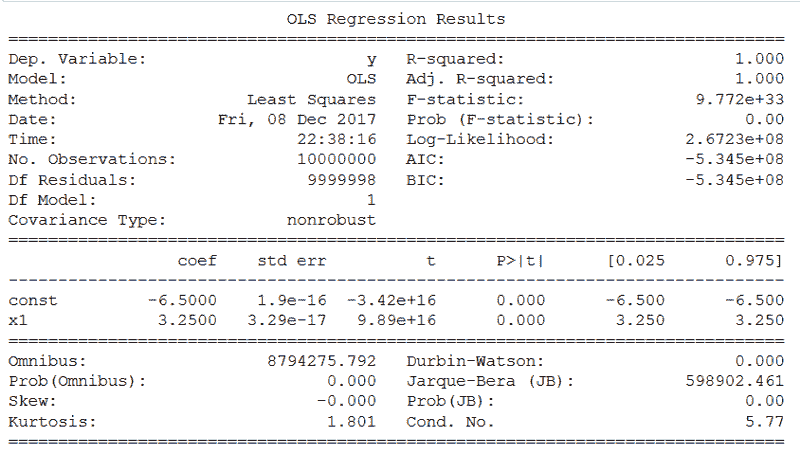 OLS Regression Results
==============================================================================
Dep. Variable:                      y   R-squared:                       1.000
Model:                            OLS   Adj. R-squared:                  1.000
Method:                 Least Squares   F-statistic:                 9.772e+33
Date:                Fri, 08 Dec 2017   Prob (F-statistic):               0.00
Time:                        22:38:16   Log-Likelihood:             2.6723e+08
No. Observations:            10000000   AIC:                        -5.345e+08
Df Residuals:                 9999998   BIC:                        -5.345e+08
Df Model:                           1
Covariance Type:            nonrobust
==============================================================================
coef    std err          t      P>|t|      [0.025      0.975]
------------------------------------------------------------------------------
const         -6.5000    1.9e-16  -3.42e+16      0.000      -6.500      -6.500
x1             3.2500   3.29e-17   9.89e+16      0.000       3.250       3.250
==============================================================================
Omnibus:                  8794275.792   Durbin-Watson:                   0.000
Prob(Omnibus):                  0.000   Jarque-Bera (JB):           598902.461
Skew:                          -0.000   Prob(JB):                         0.00
Kurtosis:                       1.801   Cond. No.                         5.77
==============================================================================